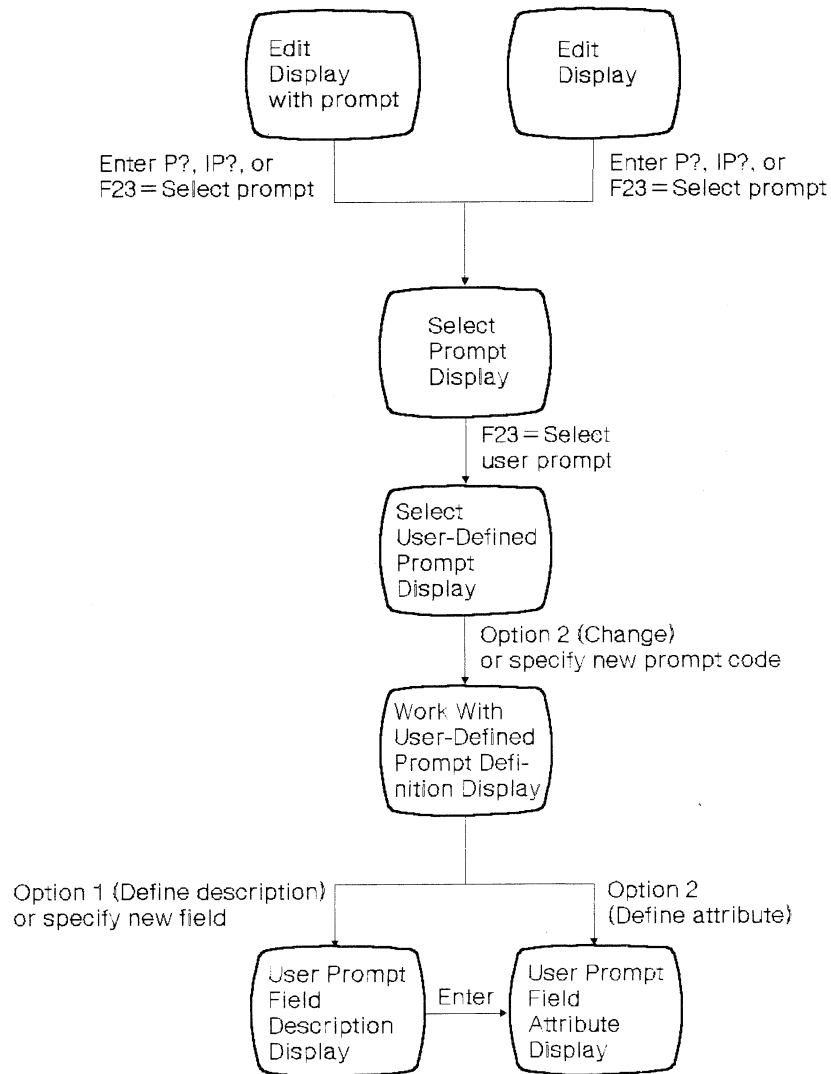 Edit
Display
with prompt
Edit
Display
Enter P?, IP?, or
F23=Select prompt
Enter P?, IP?, or
F23=Select prompt
Select
Prompt
Display
F23=Select
user prompt
Select
User-Defined
Prompt
Display
Option 2 (Change)
or specify new prompt code
Work With
User-Defined
Prompt Defi-
nition Display
Option 1 (Define description)
or specify new field
Option 2
(Define attribute)
User Prompt
Field
Description
Display
Enter
User Prompt
Field
Attribute
Display